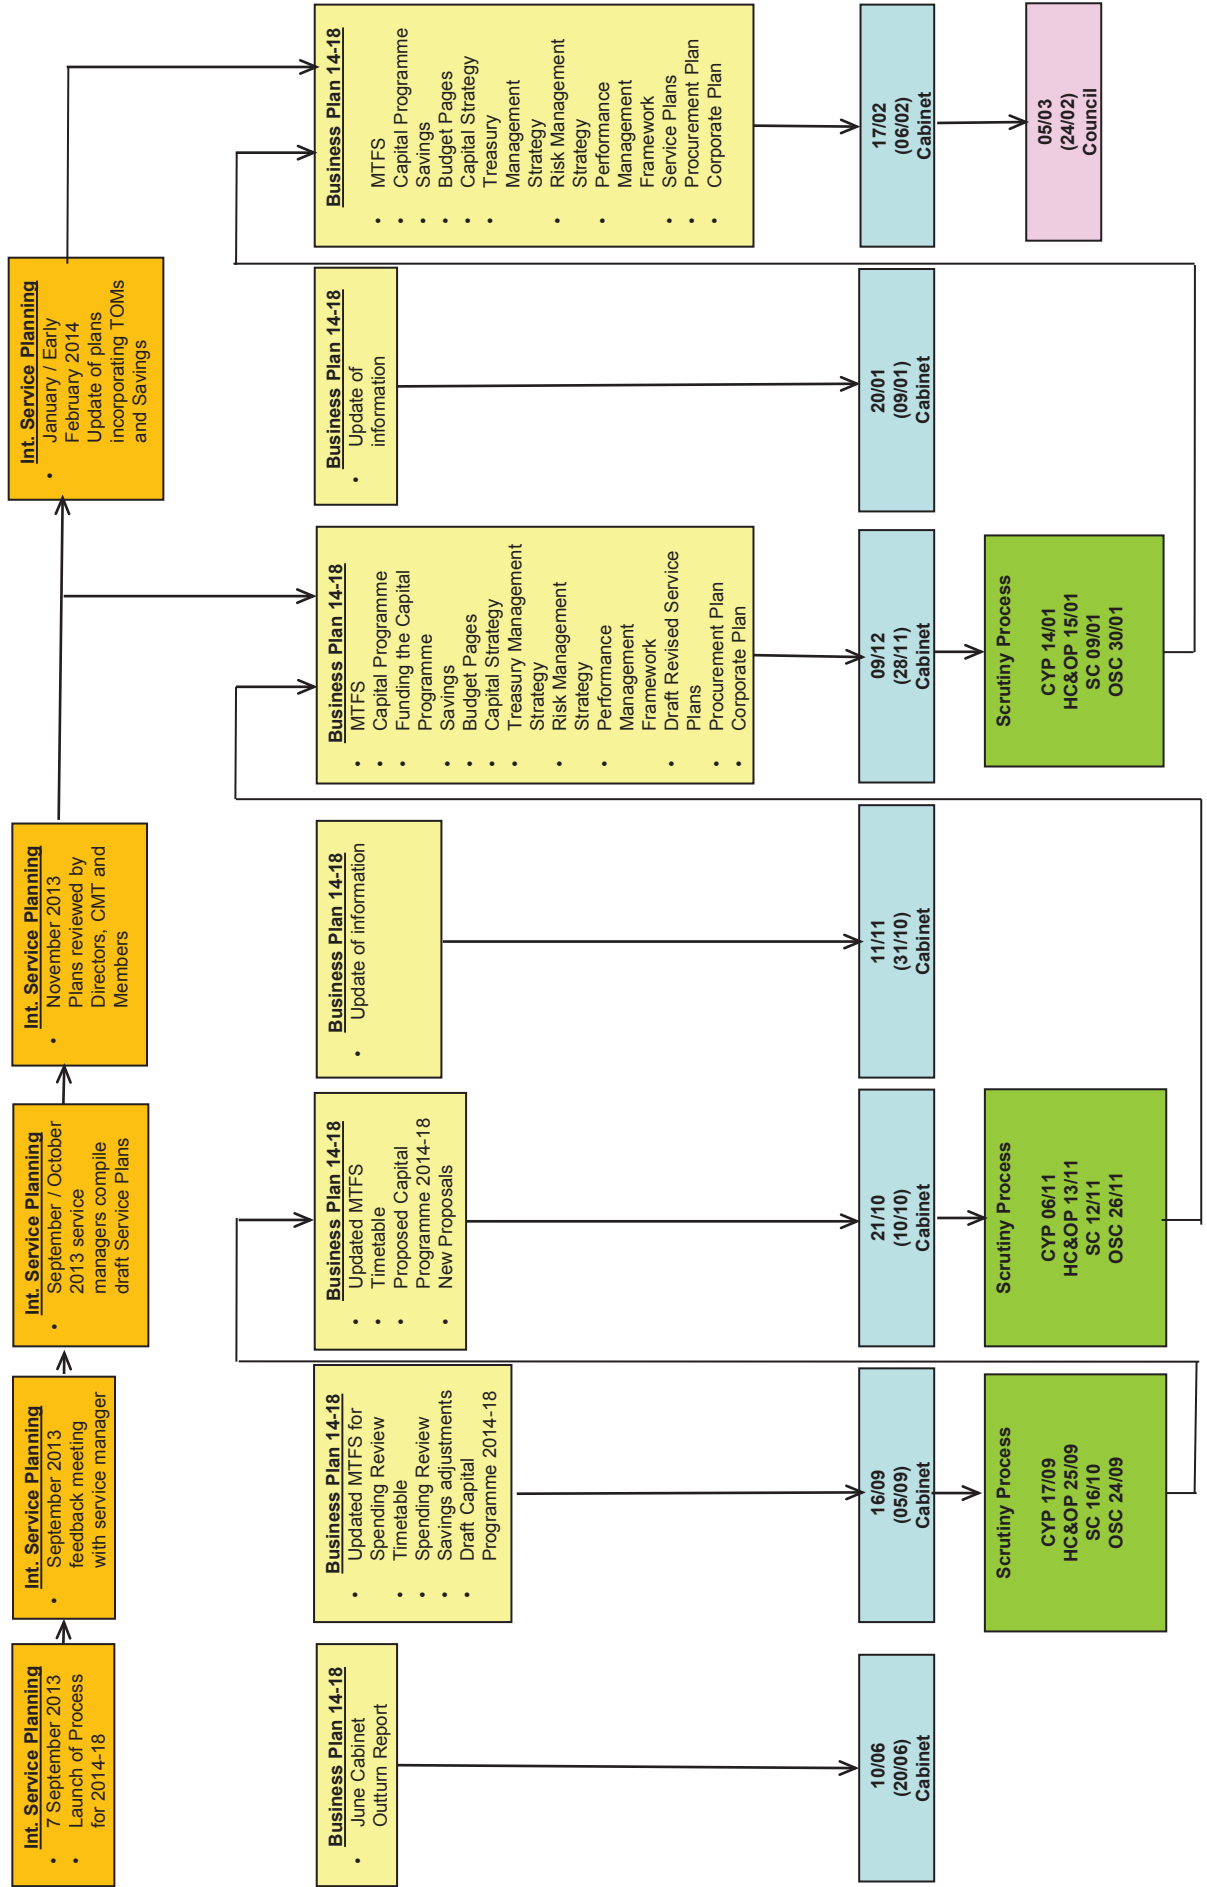 Int. Service Planning
• 7 September 2013
• Launch of Process
for 2014-18
Int. Service Planning
• September 2013
feedback meeting
with service manager
Int. Service Planning
• September / October
2013 service
managers compile
draft Service Plans
Int. Service Planning
• November 2013
Plans reviewed by
Directors, CMT and
Members
Int. Service Planning
• January / Early
February 2014
Update of plans
incorporating TOMs
and Savings
Business Plan 14-18
• June Cabinet
Outturn Report
Business Plan 14-18
• Updated MTFS for
Spending Review
• Timetable
• Spending Review
• Savings adjustments
• Draft Capital
Programme 2014-18
Business Plan 14-18
• Updated MTFS
• Timetable
• Proposed Capital
Programme 2014-18
• New Proposals
Business Plan 14-18
• Update of information
Business Plan 14-18
• MTFS
• Capital Programme
• Funding the Capital
Programme
• Savings
• Budget Pages
• Capital Strategy
• Treasury Management
Strategy
• Risk Management
Strategy
• Performance
Management
Framework
• Draft Revised Service
Plans
• Procurement Plan
• Corporate Plan
Business Plan 14-18
• Update of
information
Business Plan 14-18
• MTFS
• Capital Programme
• Savings
• Budget Pages
• Capital Strategy
• Treasury
Management
Strategy
• Risk Management
Strategy
• Performance
Management
Framework
• Service Plans
• Procurement Plan
• Corporate Plan
10/06
(20/06)
Cabinet
16/09
(05/09)
Cabinet
21/10
(10/10)
Cabinet
11/11
(31/10)
Cabinet
09/12
(28/11)
Cabinet
20/01
(09/01)
Cabinet
17/02
(06/02)
Cabinet
Scrutiny Process
CYP 17/09
HC&OP 25/09
SC 16/10
OSC 24/09
Scrutiny Process
CYP 06/11
HC&OP 13/11
SC 12/11
OSC 26/11
Scrutiny Process
CYP 14/01
HC&OP 15/01
SC 09/01
OSC 30/01
05/03
(24/02)
Council